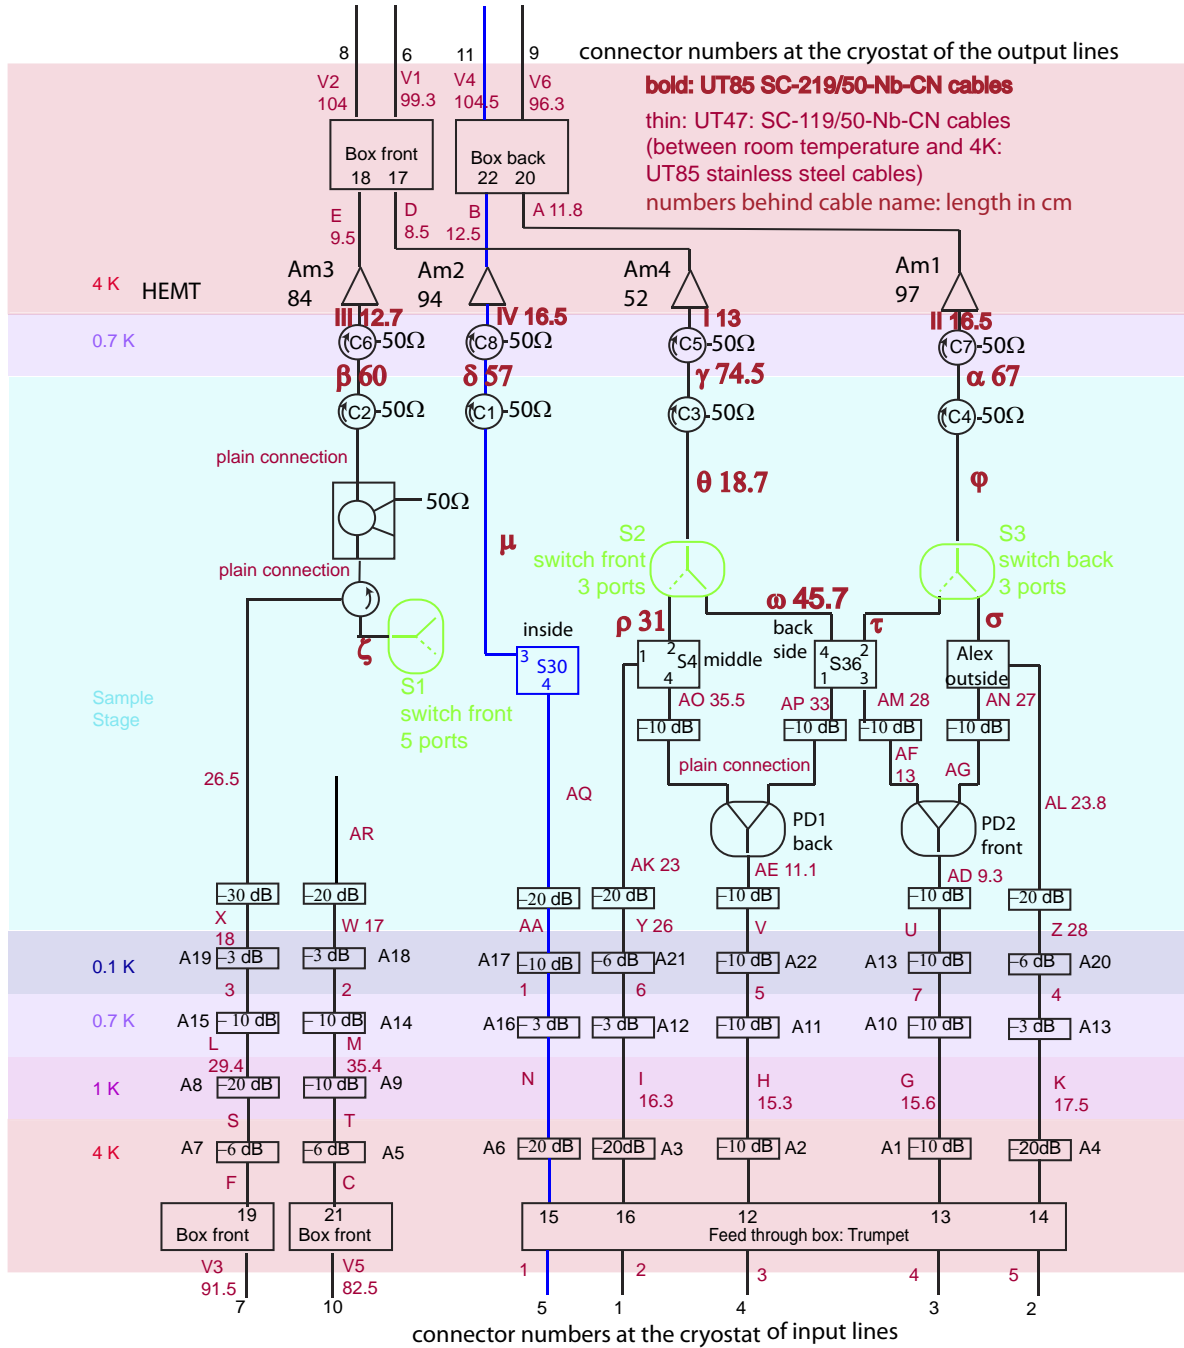 8 6 11 9 connector numbers at the cryostat of the output lines
V2 V1 V4 V6
104 99.3 104.5 96.3
bold: UT85 SC-219/50-Nb-CN cables
thin: UT47: SC-119/50-Nb-CN cables
(between room temperature and 4K:
UT85 stainless steel cables)
numbers behind cable name: length in cm
Box front
18 17
Box back
22 20
E
9.5
D
8.5
B
12.5
A 11.8
4 K HEMT
Am3
84
Am2
94
Am4
52
Am1
97
III 12.7 IV 16.5 I 13 II 16.5
0.7 K
C6 -50Ω C8 -50Ω C5 -50Ω C7 -50Ω
β 60 δ 57 γ 74.5 α 67
C2 -50Ω C1 -50Ω C3 -50Ω C4 -50Ω
plain connection
50Ω
θ 18.7
φ
μ
S2
switch front
3 ports
S3
switch back
3 ports
plain connection
ζ
S1
switch front
5 ports
inside
3
S30
4
ρ 31
ω 45.7
back
side
τ
σ
1 2 S4
4
middle
4 2
S36
1 3
Alex
outside
Sample
Stage
AO 35.5 AP 33 AM 28 AN 27
−10 dB −10 dB −10 dB −10 dB
plain connection
AF
13
AG
26.5
AQ
AL 23.8
PD1
back
PD2
front
AR
AK 23 AE 11.1 AD 9.3
−30 dB −20 dB −20 dB −20 dB −10 dB −10 dB −20 dB
X
18
W 17 AA Y 26 V U Z 28
0.1 K
A19 −3 dB −3 dB A18 A17 −10 dB −6 dB A21 −10 dB A22 A13 −10 dB −6 dB A20
3 2 1 6 5 7 4
0.7 K
A15 − 10 dB − 10 dB A14 A16 − 3 dB −3 dB A12 −10 dB A11 A10 −10 dB −3 dB A13
L
29.4
M
35.4
1 K
A8 −20 dB −10 dB A9
N
I
16.3
H
15.3
G
15.6
K
17.5
S T
4 K
A7 −6 dB −6 dB A5 A6 −20 dB −20dB A3 −10 dB A2 A1 −10 dB −20dB A4
F C
19
Box front
21
Box front
15 16 12 13 14
Feed through box: Trumpet
V3
91.5
V5
82.5
1 2 3 4 5
7 10 5 1 4 3 2
connector numbers at the cryostat of input lines